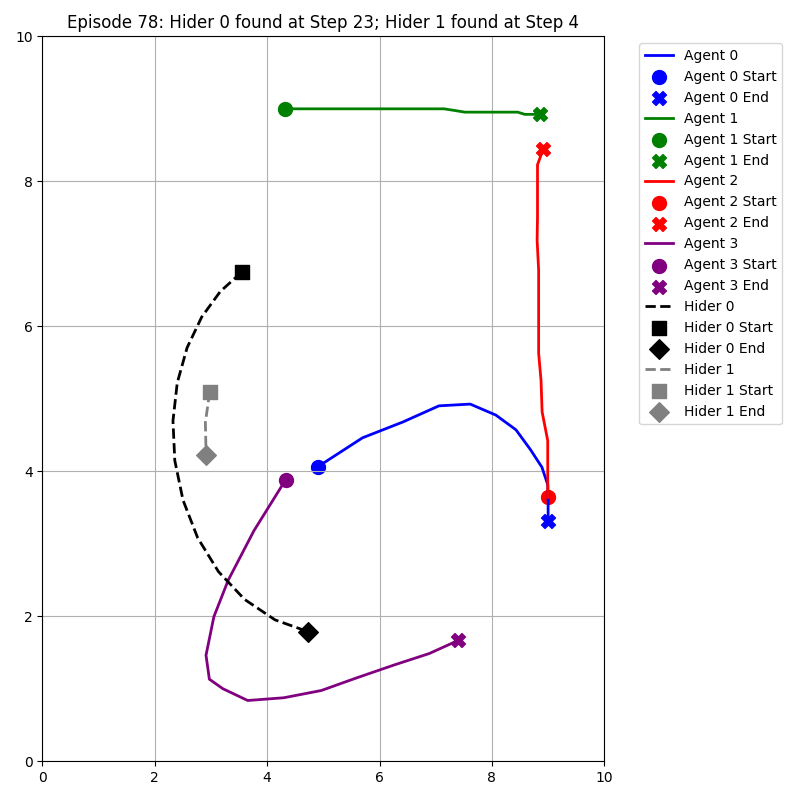 Episode 78: Hider 0 found at Step 23; Hider 1 found at Step 4
10
8
6
4
2
0
0 2 4 6 8 10
Agent 0
Agent 0 Start
Agent 0 End
Agent 1
Agent 1 Start
Agent 1 End
Agent 2
Agent 2 Start
Agent 2 End
Agent 3
Agent 3 Start
Agent 3 End
Hider 0
Hider 0 Start
Hider 0 End
Hider 1
Hider 1 Start
Hider 1 End